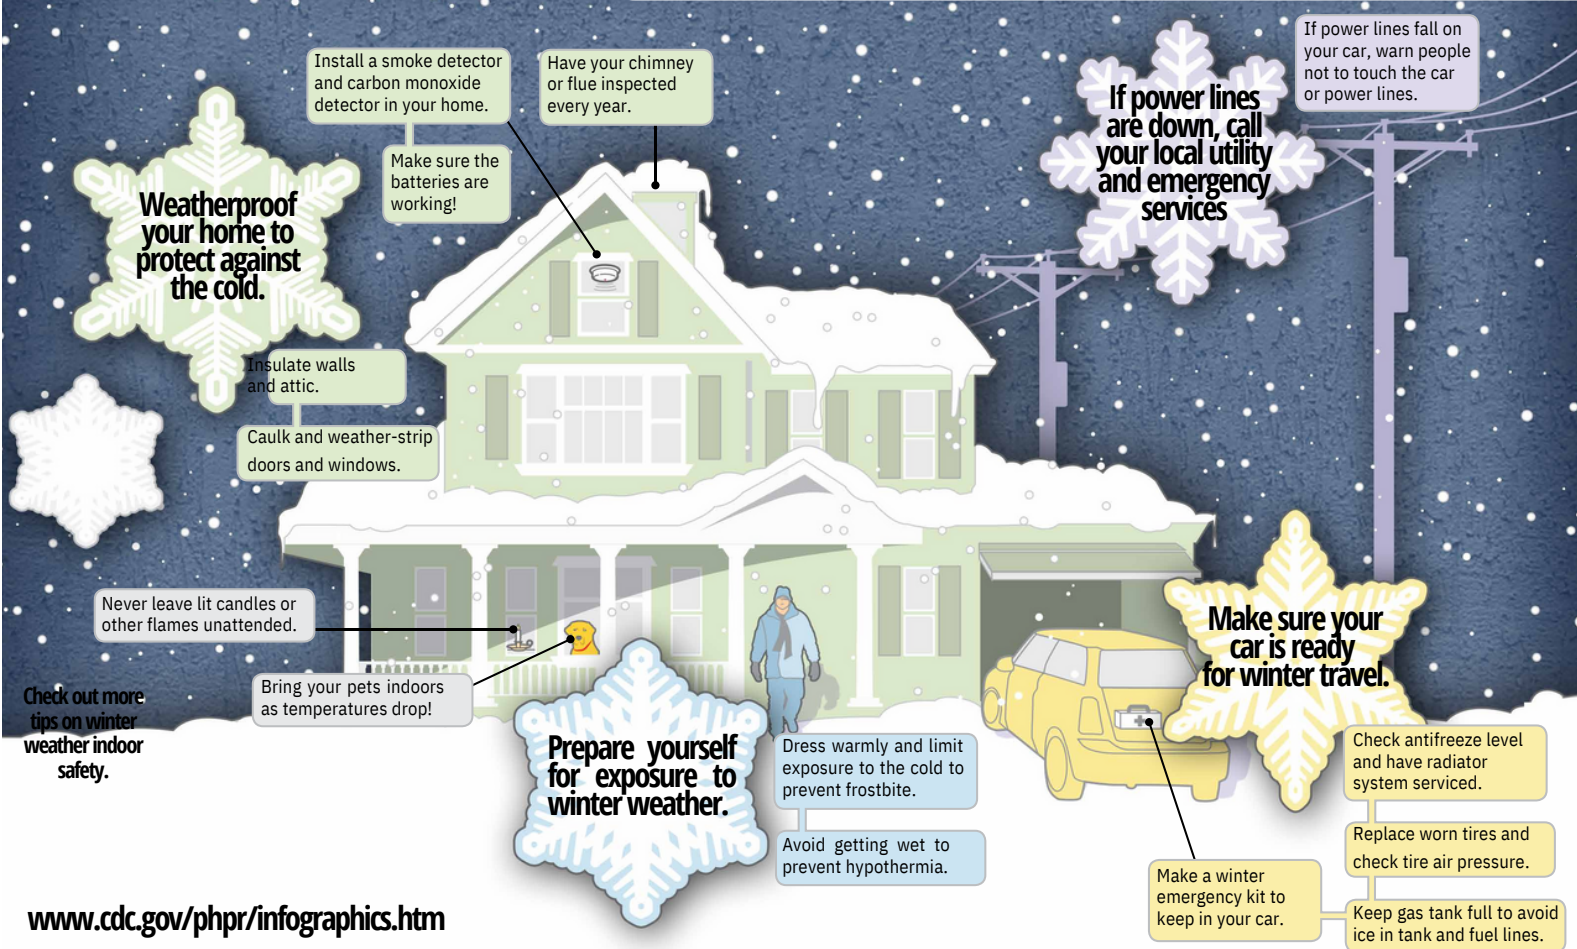 Install a smoke detector
and carbon monoxide
detector in your home.
Make sure the
batteries are
working!
Have your chimney
or flue inspected
every year.
If power lines
are down, call
your local utility
and emergency
services
If power lines fall on
your car, warn people
not to touch the car
or power lines.
Weatherproof
your home to
protect against
the cold.
Insulate walls
and attic.
Caulk and weather-strip
doors and windows.
Never leave lit candles or
other flames unattended.
Bring your pets indoors
as temperatures drop!
Check out more
tips on winter
weather indoor
safety.
Prepare yourself
for exposure to
winter weather.
Dress warmly and limit
exposure to the cold to
prevent frostbite.
Avoid getting wet to
prevent hypothermia.
Make sure your
car is ready
for winter travel.
Check antifreeze level
and have radiator
system serviced.
Replace worn tires and
check tire air pressure.
Keep gas tank full to avoid
ice in tank and fuel lines.
Make a winter
emergency kit to
keep in your car.
www.cdc.gov/phpr/infographics.htm